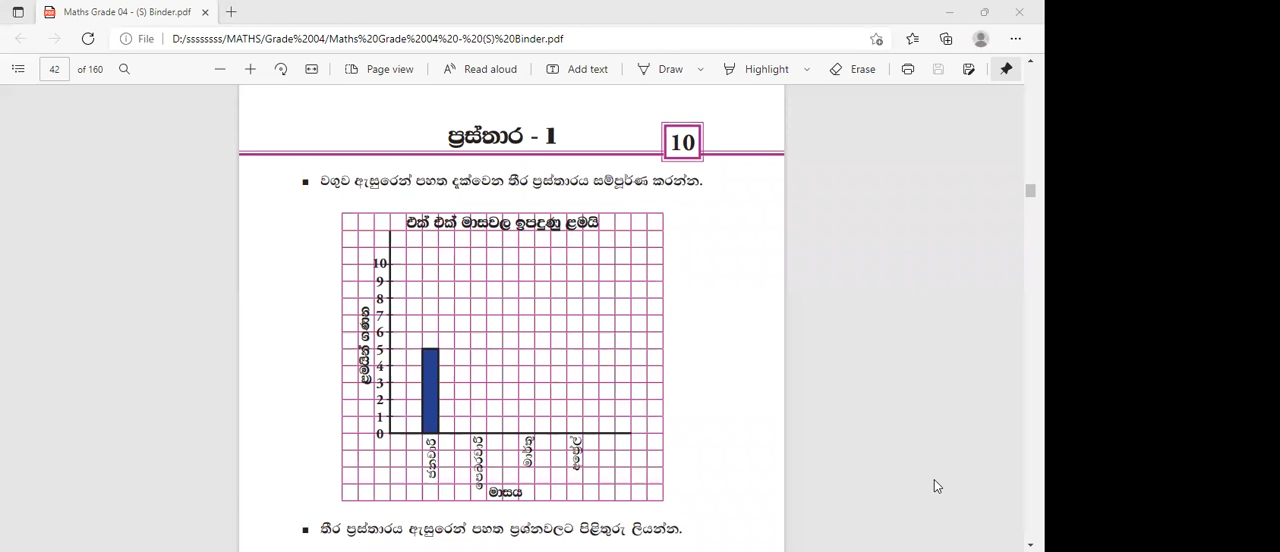 Maths Grade 04 - (S) Binder.pdf
File D:/ssssssss/MATHS/Grade%2004/Maths%20Grade%2004%20-%20(S)%20Binder.pdf
42 of 160 Page view Read aloud Add text Draw Highlight Erase
ප්‍රස්තාර - 1
10
වගුව ඇසුරෙන් පහත දැක්වෙන තීර ප්‍රස්තාරය සම්පූර්ණ කරන්න.
එක් එක් මාසවල ඉපදුණු ළමයි
ළමයින් ගණන
10
9
8
7
6
5
4
3
2
1
0
ජනවාරි
පෙබරවාරි
මාර්තු
අප්‍රේල්
මාසය
තීර ප්‍රස්තාරය ඇසුරෙන් පහත ප්‍රශ්නවලට පිළිතුරු ලියන්න.